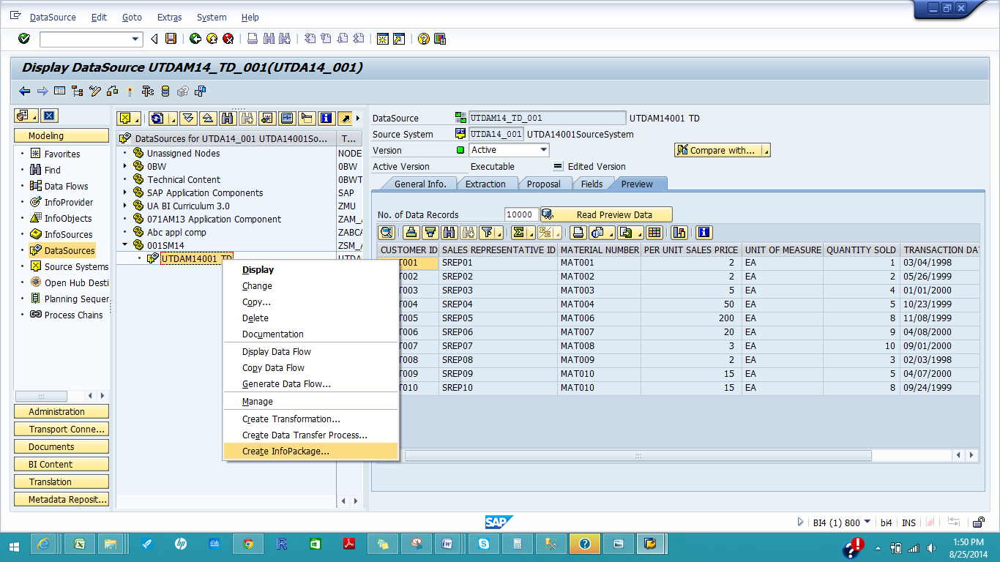 DataSource Edit Goto Extras System Help
Display DataSource UTDAM14_TD_001(UTDA14_001)
Modeling
Favorites
Find
Data Flows
InfoProvider
InfoObjects
InfoSources
DataSources
Source Systems
Open Hub Desti
Planning Sequer
Process Chains
Administration
Transport Conne...
Documents
BI Content
Translation
Metadata Reposit...
DataSources for UTDA14_001 UTDA14001So... T...
Unassigned Nodes NODE
0BW 0BW
Technical Content 0BWT
SAP Application Components SAP
UA BI Curriculum 3.0 ZMU
071AM13 Application Component ZAM_
Abc appl comp ZABCA
001SM14 ZSM_A
UTDAM14001 TD UTDA
Display
Change
Copy...
Delete
Documentation
Display Data Flow
Copy Data Flow
Generate Data Flow...
Manage
Create Transformation...
Create Data Transfer Process...
Create InfoPackage...
DataSource UTDAM14_TD_001 UTDAM14001 TD
Source System UTDA14_001 UTDA14001SourceSystem
Version Active Compare with...
Active Version Executable = Edited Version
General Info. Extraction Proposal Fields Preview
No. of Data Records 10000 Read Preview Data
CUSTOMER ID SALES REPRESENTATIVE ID MATERIAL NUMBER PER UNIT SALES PRICE UNIT OF MEASURE QUANTITY SOLD TRANSACTION DA
T001 SREP01 MAT001 2 EA 1 03/04/1998
T002 SREP02 MAT002 2 EA 2 05/26/1999
T003 SREP03 MAT003 5 EA 4 01/01/2000
T004 SREP04 MAT004 50 EA 5 10/23/1999
T005 SREP05 MAT006 200 EA 8 11/08/1999
T006 SREP06 MAT007 20 EA 9 04/08/2000
T007 SREP07 MAT008 3 EA 10 09/01/2000
T008 SREP08 MAT009 2 EA 3 02/03/1998
T009 SREP09 MAT010 15 EA 5 04/07/2000
T010 SREP10 MAT010 15 EA 8 09/24/1999
SAP
BI4 (1) 800 bi4 INS
1:50 PM
8/25/2014